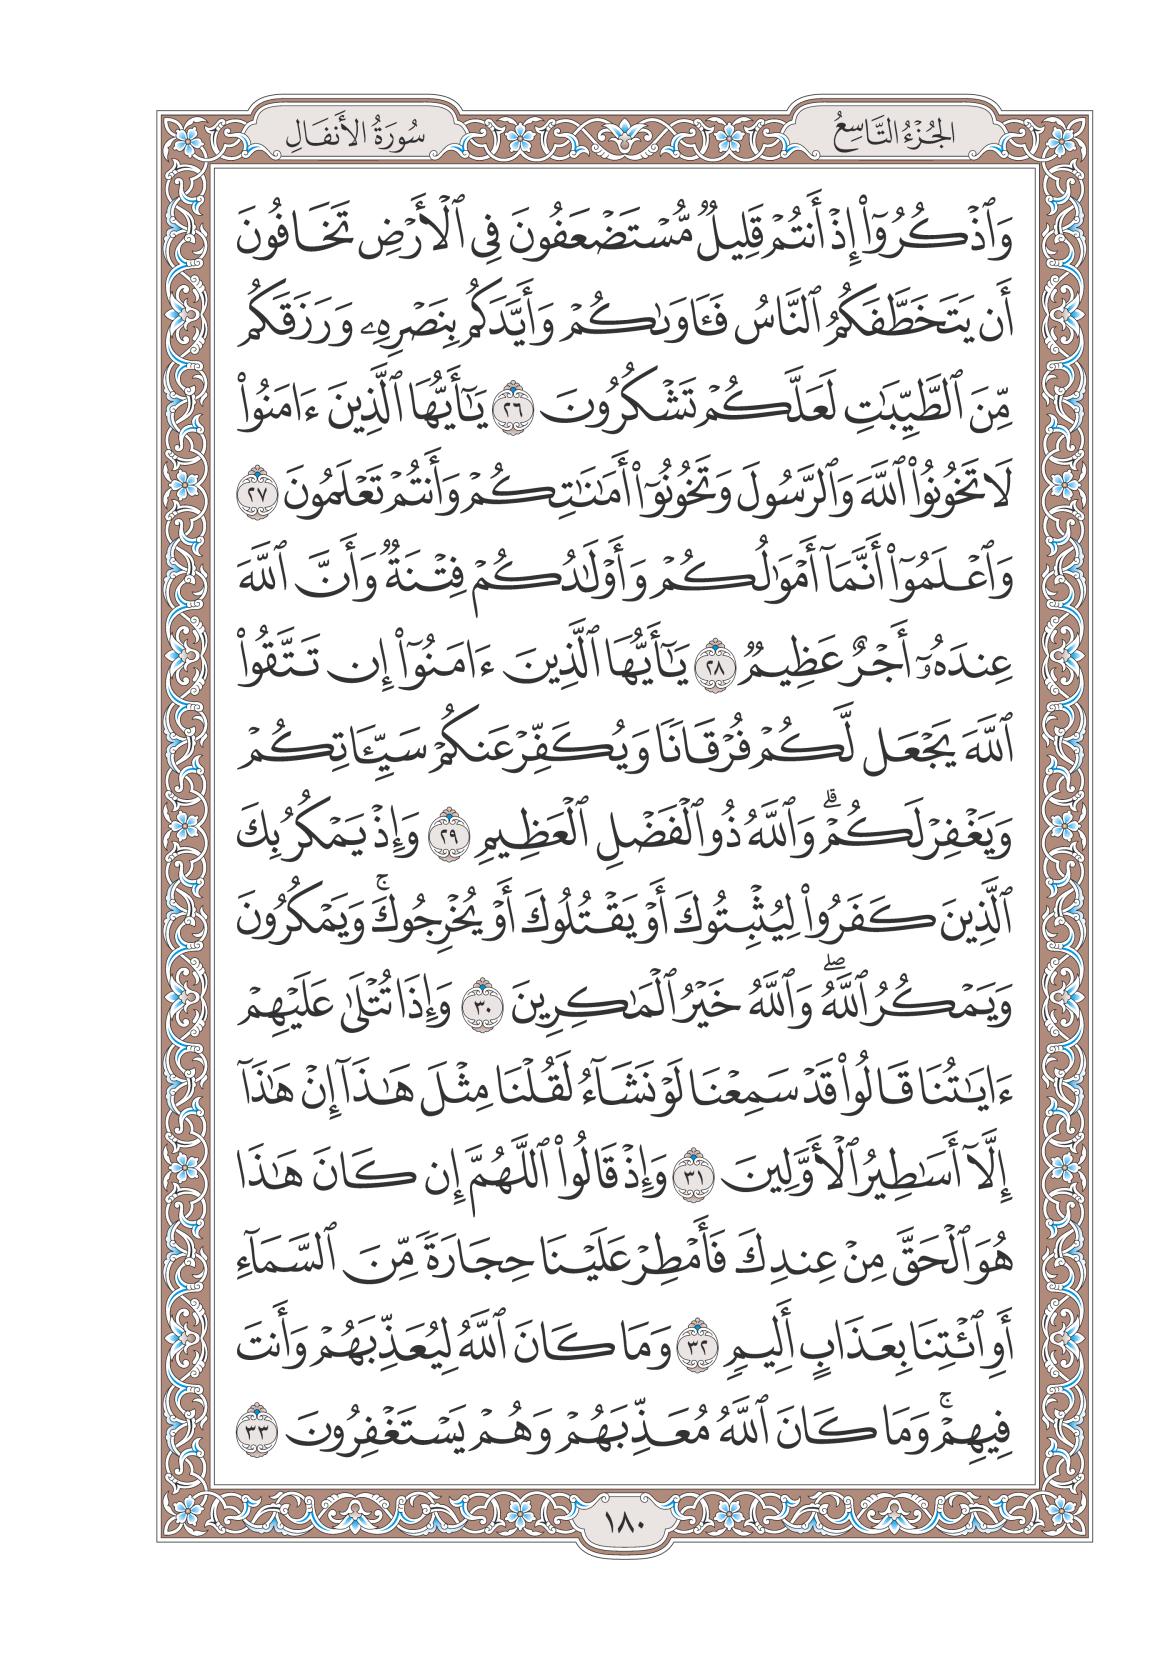 الجُزْءُ التَّاسِعُ
سُورَةُ الأَنفَالِ
وَٱذْكُرُوٓا۟ إِذْ أَنتُمْ قَلِيلٌ مُّسْتَضْعَفُونَ فِى ٱلْأَرْضِ تَخَافُونَ
أَن يَتَخَطَّفَكُمُ ٱلنَّاسُ فَـَٔاوَىٰكُمْ وَأَيَّدَكُم بِنَصْرِهِۦ وَرَزَقَكُم
مِّنَ ٱلطَّيِّبَـٰتِ لَعَلَّكُمْ تَشْكُرُونَ ٢٦ يَـٰٓأَيُّهَا ٱلَّذِينَ ءَامَنُوا۟
لَا تَخُونُوا۟ ٱللَّهَ وَٱلرَّسُولَ وَتَخُونُوٓا۟ أَمَـٰنَـٰتِكُمْ وَأَنتُمْ تَعْلَمُونَ ٢٧
وَٱعْلَمُوٓا۟ أَنَّمَآ أَمْوَٰلُكُمْ وَأَوْلَـٰدُكُمْ فِتْنَةٌ وَأَنَّ ٱللَّهَ
عِندَهُۥٓ أَجْرٌ عَظِيمٌ ٢٨ يَـٰٓأَيُّهَا ٱلَّذِينَ ءَامَنُوٓا۟ إِن تَتَّقُوا۟
ٱللَّهَ يَجْعَل لَّكُمْ فُرْقَانًا وَيُكَفِّرْ عَنكُمْ سَيِّـَٔاتِكُمْ
وَيَغْفِرْ لَكُمْ ۗ وَٱللَّهُ ذُو ٱلْفَضْلِ ٱلْعَظِيمِ ٢٩ وَإِذْ يَمْكُرُ بِكَ
ٱلَّذِينَ كَفَرُوا۟ لِيُثْبِتُوكَ أَوْ يَقْتُلُوكَ أَوْ يُخْرِجُوكَ ۚ وَيَمْكُرُونَ
وَيَمْكُرُ ٱللَّهُ ۖ وَٱللَّهُ خَيْرُ ٱلْمَـٰكِرِينَ ٣٠ وَإِذَا تُتْلَىٰ عَلَيْهِمْ
ءَايَـٰتُنَا قَالُوا۟ قَدْ سَمِعْنَا لَوْ نَشَآءُ لَقُلْنَا مِثْلَ هَـٰذَآ إِنْ هَـٰذَآ
إِلَّآ أَسَـٰطِيرُ ٱلْأَوَّلِينَ ٣١ وَإِذْ قَالُوا۟ ٱللَّهُمَّ إِن كَانَ هَـٰذَا
هُوَ ٱلْحَقَّ مِنْ عِندِكَ فَأَمْطِرْ عَلَيْنَا حِجَارَةً مِّنَ ٱلسَّمَآءِ
أَوِ ٱئْتِنَا بِعَذَابٍ أَلِيمٍ ٣٢ وَمَا كَانَ ٱللَّهُ لِيُعَذِّبَهُمْ وَأَنتَ
فِيهِمْ ۚ وَمَا كَانَ ٱللَّهُ مُعَذِّبَهُمْ وَهُمْ يَسْتَغْفِرُونَ ٣٣
١٨٠